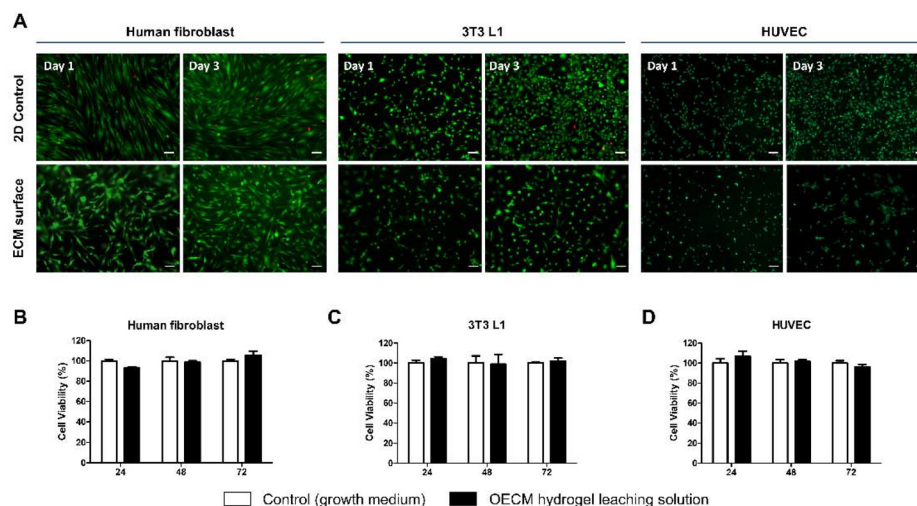 A
Human fibroblast
3T3 L1
HUVEC
2D Control
Day 1
Day 3
Day 1
Day 3
Day 1
Day 3
ECM surface
B
Human fibroblast
Cell Viability (%)
120
100
80
60
40
20
0
24
48
72
C
3T3 L1
Cell Viability (%)
120
100
80
60
40
20
0
24
48
72
D
HUVEC
Cell Viability (%)
120
100
80
60
40
20
0
24
48
72
Control (growth medium)
OECM hydrogel leaching solution